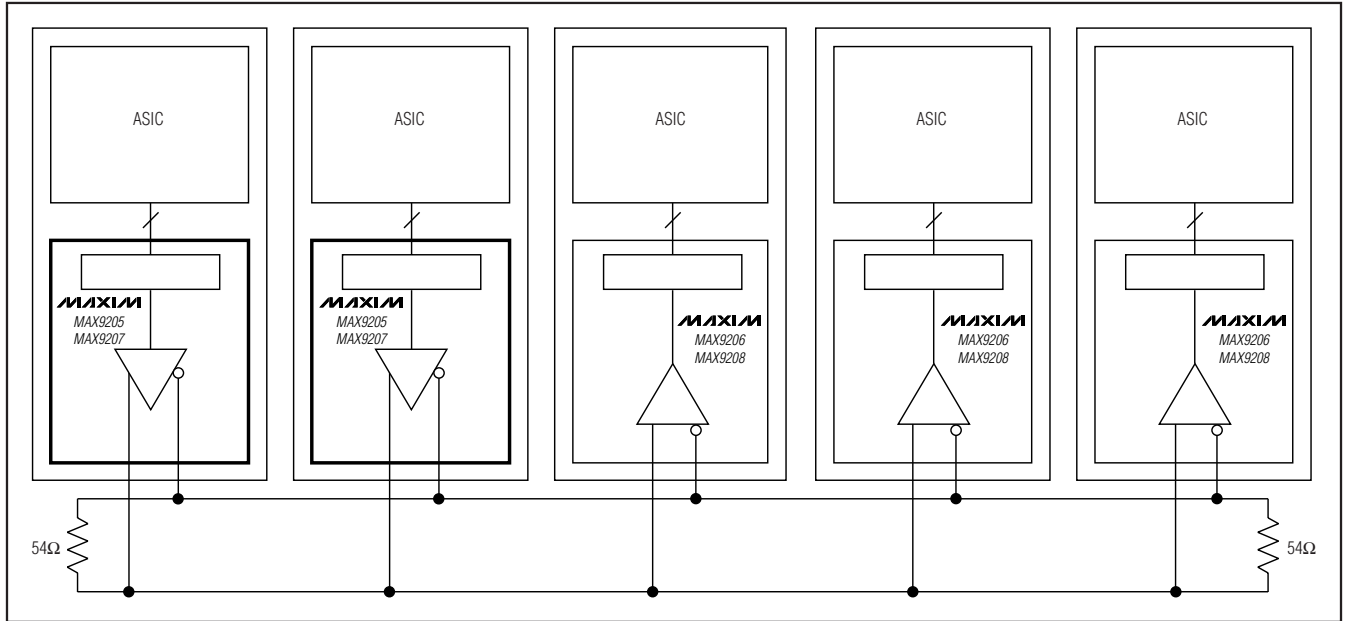 ASIC
ASIC
ASIC
ASIC
ASIC
MAXIM
MAX9205
MAX9207
MAXIM
MAX9205
MAX9207
MAXIM
MAX9206
MAX9208
MAXIM
MAX9206
MAX9208
MAXIM
MAX9206
MAX9208
54Ω
54Ω